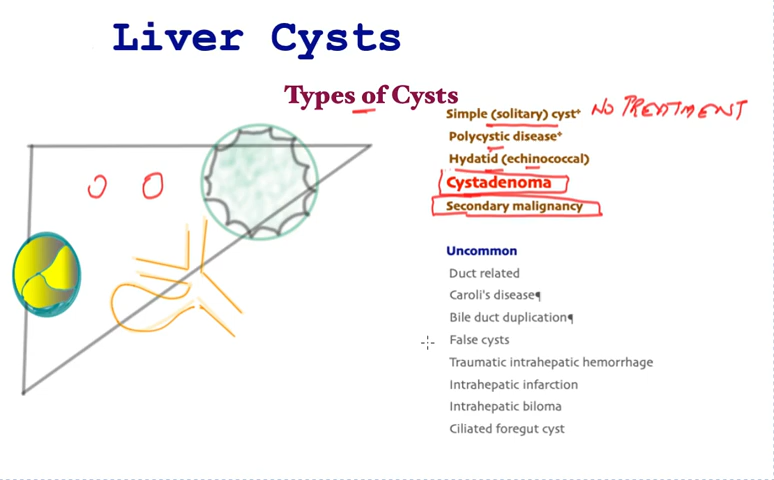 Liver Cysts
Types of Cysts
Simple (solitary) cyst* NO TREATMENT
Polycystic disease*
Hydatid (echinococcal)
Cystadenoma
Secondary malignancy
Uncommon
Duct related
Caroli's disease¶
Bile duct duplication¶
False cysts
Traumatic intrahepatic hemorrhage
Intrahepatic infarction
Intrahepatic biloma
Ciliated foregut cyst